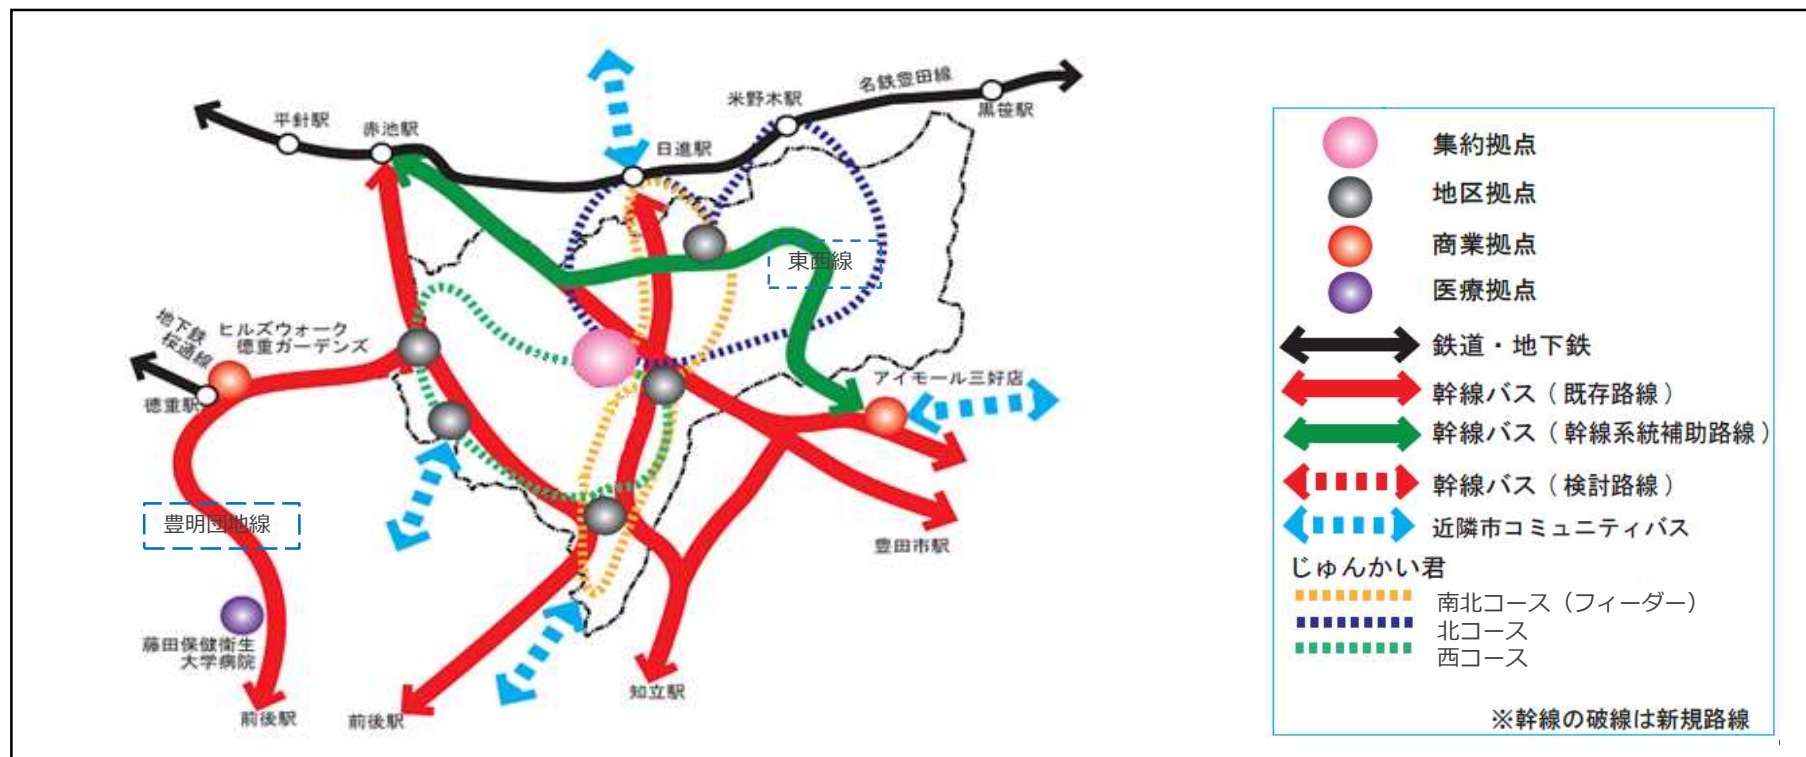 平針駅
赤池駅
日進駅
米野木駅
名鉄豊田線
黒笹駅
東西線
地下鉄
桜通線
ヒルズウォーク
徳重ガーデンズ
徳重駅
アイモール三好店
豊明団地線
豊田市駅
藤田保健衛生
大学病院
前後駅
前後駅
知立駅
集約拠点
地区拠点
商業拠点
医療拠点
鉄道・地下鉄
幹線バス（既存路線）
幹線バス（幹線系統補助路線）
幹線バス（検討路線）
近隣市コミュニティバス
じゅんかい君
南北コース（フィーダー）
北コース
西コース
※幹線の破線は新規路線